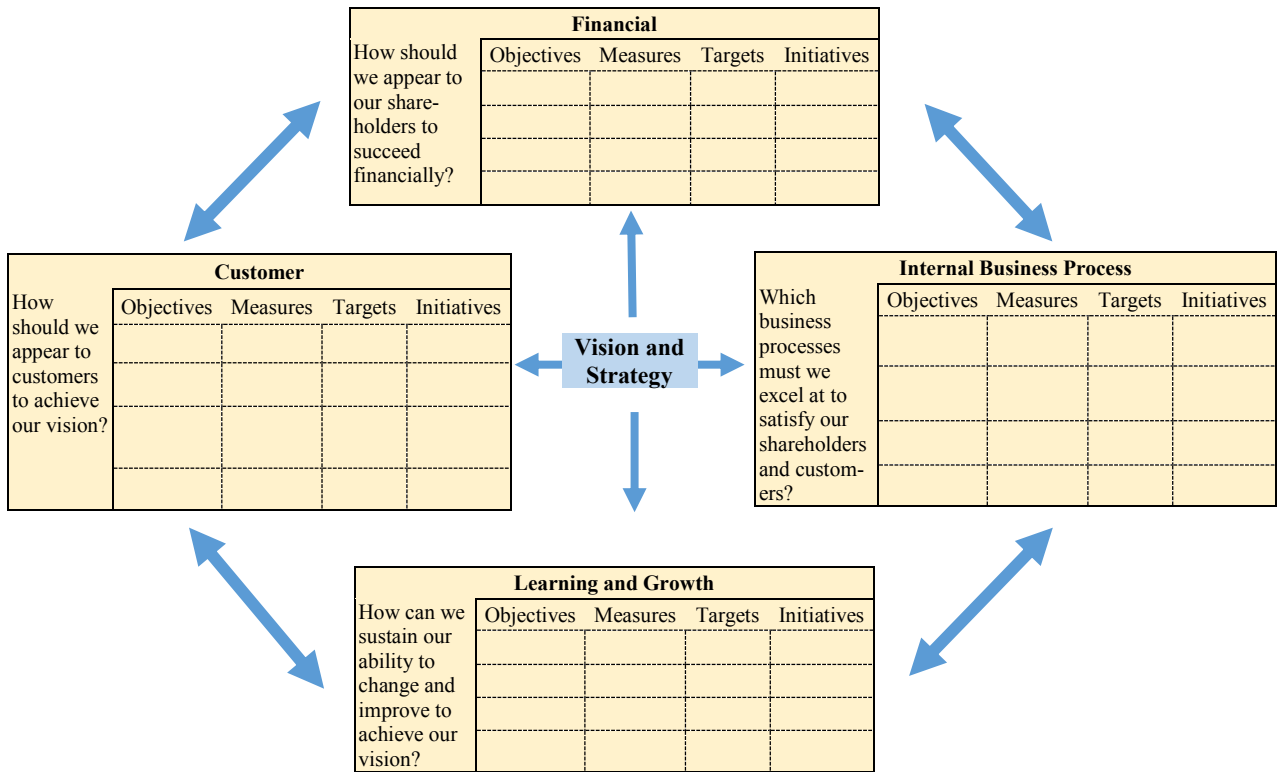 Financial
How should
we appear to
our share-
holders to
succeed
financially?
Objectives Measures Targets Initiatives
Customer
How
should we
appear to
customers
to achieve
our vision?
Objectives Measures Targets Initiatives
Vision and
Strategy
Internal Business Process
Which
business
processes
must we
excel at to
satisfy our
shareholders
and custom-
ers?
Objectives Measures Targets Initiatives
Learning and Growth
How can we
sustain our
ability to
change and
improve to
achieve our
vision?
Objectives Measures Targets Initiatives